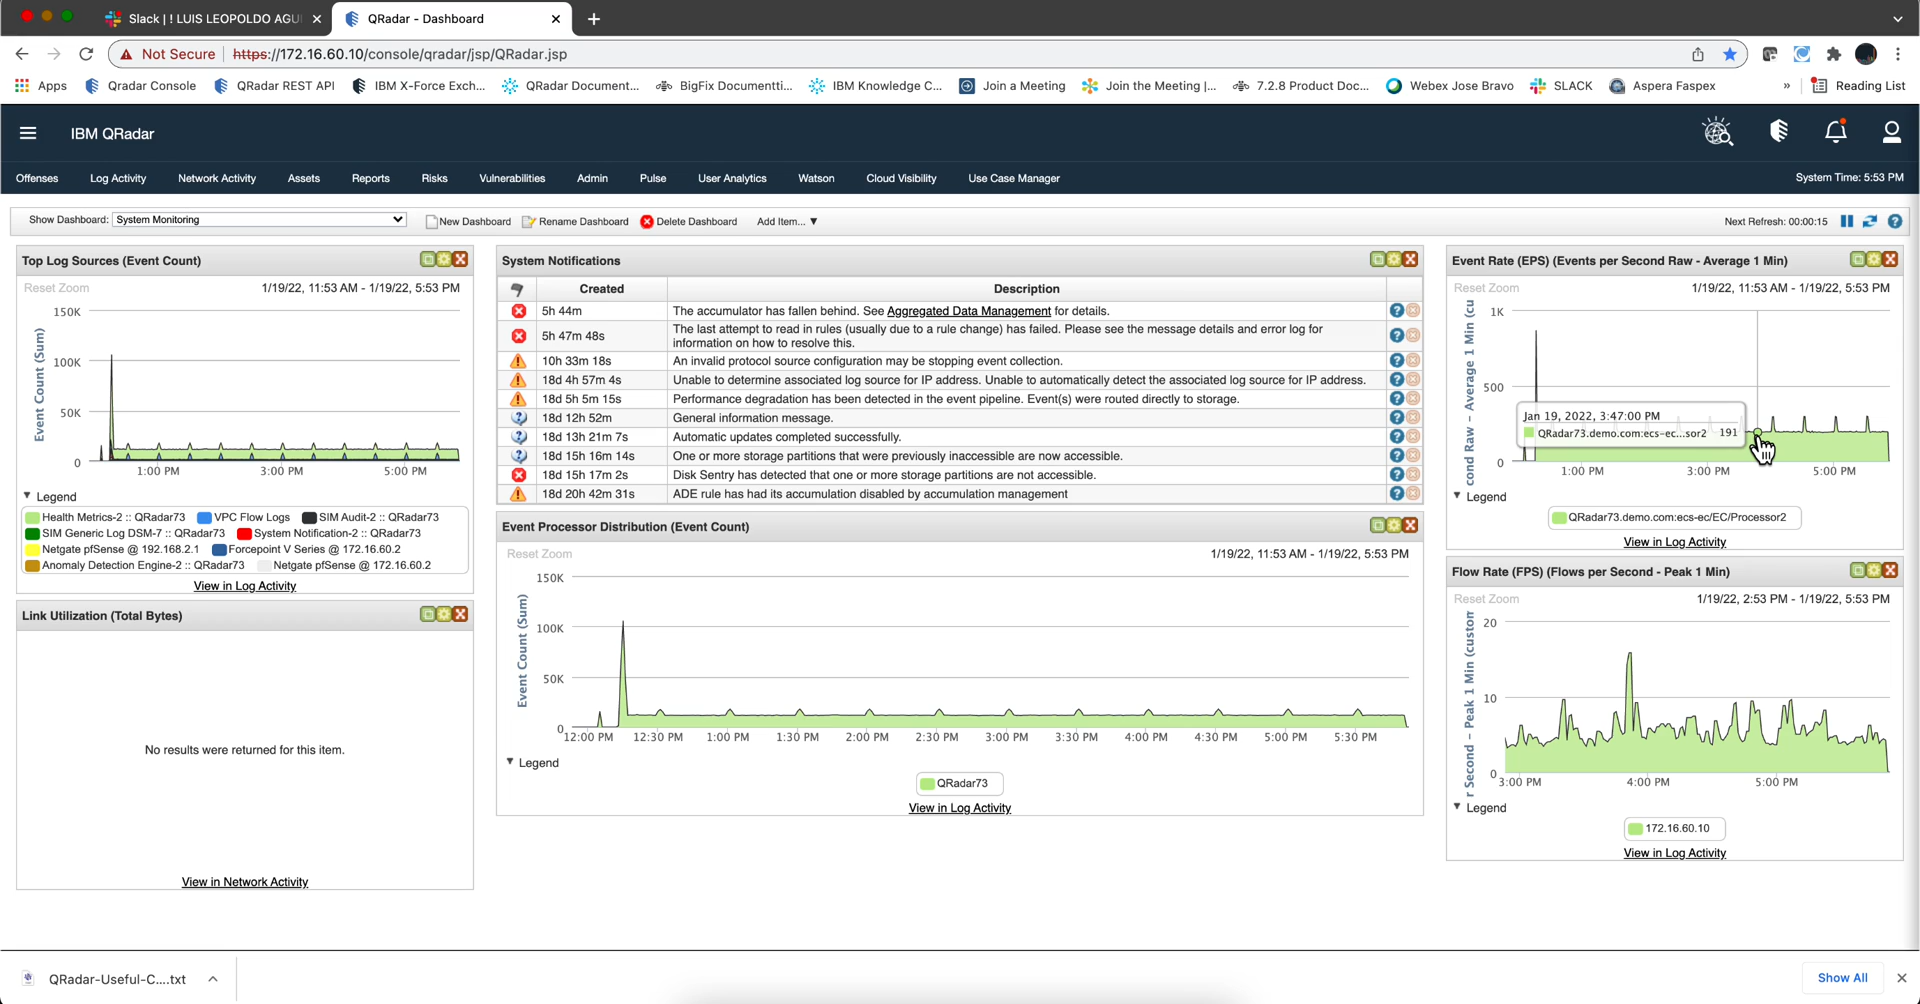 Slack | ! LUIS LEOPOLDO AGU
QRadar - Dashboard
Not Secure
https://172.16.60.10/console/qradar/jsp/QRadar.jsp
Apps
Qradar Console
QRadar REST API
IBM X-Force Exch...
QRadar Document...
BigFix Documentti...
IBM Knowledge C...
Join a Meeting
Join the Meeting |...
7.2.8 Product Doc...
Webex Jose Bravo
SLACK
Aspera Faspex
»
Reading List
IBM QRadar
Offenses
Log Activity
Network Activity
Assets
Reports
Risks
Vulnerabilities
Admin
Pulse
User Analytics
Watson
Cloud Visibility
Use Case Manager
System Time: 5:53 PM
Show Dashboard: System Monitoring
New Dashboard
Rename Dashboard
Delete Dashboard
Add Item... ▼
Next Refresh: 00:00:15
Top Log Sources (Event Count)
Reset Zoom
1/19/22, 11:53 AM - 1/19/22, 5:53 PM
Event Count (Sum)
150K
100K
50K
0
1:00 PM
3:00 PM
5:00 PM
▼ Legend
Health Metrics-2 :: QRadar73
VPC Flow Logs
SIM Audit-2 :: QRadar73
SIM Generic Log DSM-7 :: QRadar73
System Notification-2 :: QRadar73
Netgate pfSense @ 192.168.2.1
Forcepoint V Series @ 172.16.60.2
Anomaly Detection Engine-2 :: QRadar73
Netgate pfSense @ 172.16.60.2
View in Log Activity
Link Utilization (Total Bytes)
No results were returned for this item.
View in Network Activity
System Notifications
Created
Description
5h 44m
The accumulator has fallen behind. See Aggregated Data Management for details.
5h 47m 48s
The last attempt to read in rules (usually due to a rule change) has failed. Please see the message details and error log for
information on how to resolve this.
10h 33m 18s
An invalid protocol source configuration may be stopping event collection.
18d 4h 57m 4s
Unable to determine associated log source for IP address. Unable to automatically detect the associated log source for IP address.
18d 5h 5m 15s
Performance degradation has been detected in the event pipeline. Event(s) were routed directly to storage.
18d 12h 52m
General information message.
18d 13h 21m 7s
Automatic updates completed successfully.
18d 15h 16m 14s
One or more storage partitions that were previously inaccessible are now accessible.
18d 15h 17m 2s
Disk Sentry has detected that one or more storage partitions are not accessible.
18d 20h 42m 31s
ADE rule has had its accumulation disabled by accumulation management
Event Processor Distribution (Event Count)
Reset Zoom
1/19/22, 11:53 AM - 1/19/22, 5:53 PM
Event Count (Sum)
150K
100K
50K
0
12:00 PM
12:30 PM
1:00 PM
1:30 PM
2:00 PM
2:30 PM
3:00 PM
3:30 PM
4:00 PM
4:30 PM
5:00 PM
5:30 PM
▼ Legend
QRadar73
View in Log Activity
Event Rate (EPS) (Events per Second Raw - Average 1 Min)
Reset Zoom
1/19/22, 11:53 AM - 1/19/22, 5:53 PM
cond Raw - Average 1 Min (cu
1K
500
0
Jan 19, 2022, 3:47:00 PM
QRadar73.demo.com:ecs-ec...sor2 191
1:00 PM
3:00 PM
5:00 PM
▼ Legend
QRadar73.demo.com:ecs-ec/EC/Processor2
View in Log Activity
Flow Rate (FPS) (Flows per Second - Peak 1 Min)
Reset Zoom
1/19/22, 2:53 PM - 1/19/22, 5:53 PM
r Second - Peak 1 Min (custom
20
10
0
3:00 PM
4:00 PM
5:00 PM
▼ Legend
172.16.60.10
View in Log Activity
QRadar-Useful-C....txt
Show All